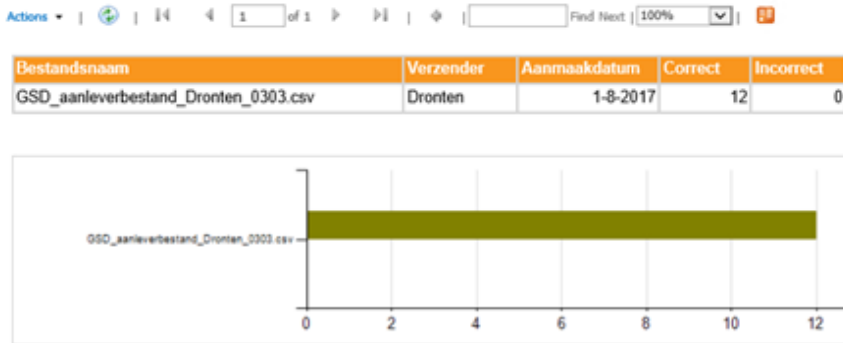 Actions 1 of 1 Find Next 100%
Bestandsnaam Verzender Aanmaakdatum Correct Incorrect
GSD_aanleverbestand_Dronten_0303.csv Dronten 1-8-2017 12 0
GSD_aanleverbestand_Dronten_0303.csv
0 2 4 6 8 10 12